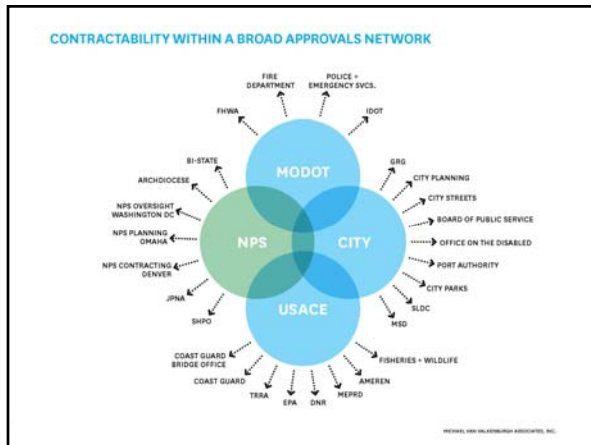 CONTRACTABILITY WITHIN A BROAD APPROVALS NETWORK
FIRE
DEPARTMENT
POLICE +
EMERGENCY SVCS.
FHWA
IDOT
MODOT
BI-STATE
GRG
ARCHDIOCESE
CITY PLANNING
CITY STREETS
NPS OVERSIGHT
WASHINGTON DC
BOARD OF PUBLIC SERVICE
NPS PLANNING
OMAHA
NPS
CITY
OFFICE ON THE DISABLED
NPS CONTRACTING
DENVER
PORT AUTHORITY
CITY PARKS
JPNA
SLDC
SHPO
USACE
MSD
COAST GUARD
BRIDGE OFFICE
FISHERIES + WILDLIFE
COAST GUARD
AMEREN
TRRA
EPA
DNR
MEPRD
MICHAEL VAN VALKENBURGH ASSOCIATES, INC.